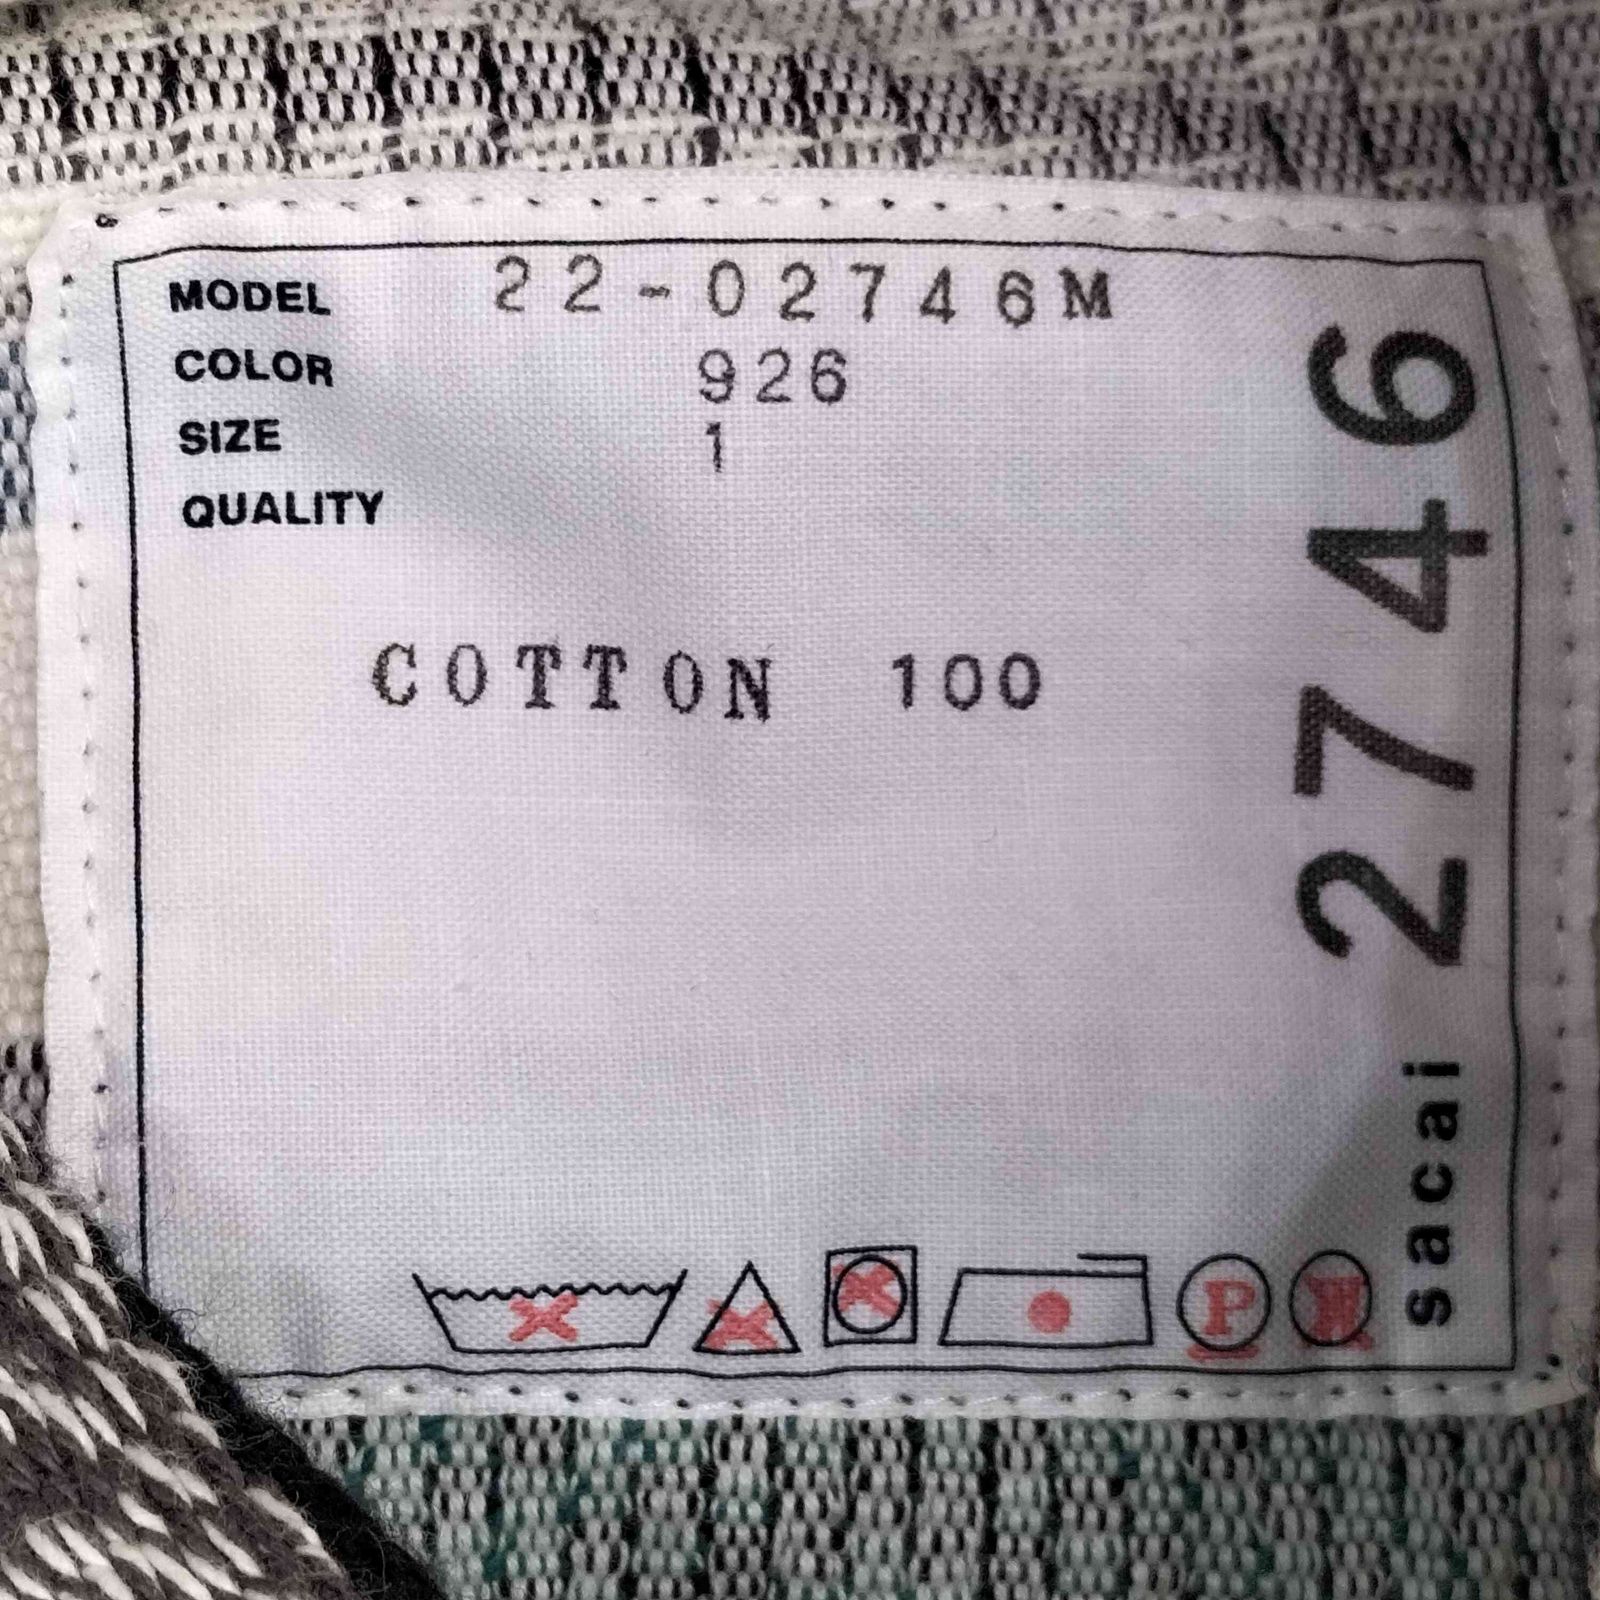 MODEL 22-02746M
COLOR 926
SIZE 1
QUALITY
COTTON 100
sacai 2746
P
W